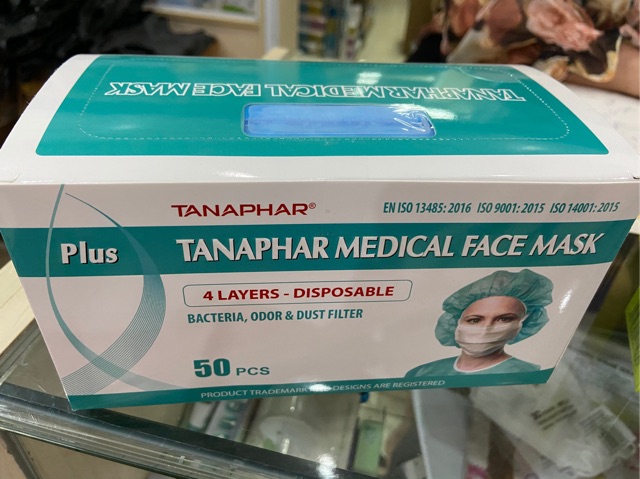 TANAPHAR MEDICAL FACE MASK
TANAPHAR®
EN ISO 13485: 2016 ISO 9001: 2015 ISO 14001: 2015
Plus
TANAPHAR MEDICAL FACE MASK
4 LAYERS - DISPOSABLE
BACTERIA, ODOR & DUST FILTER
50 PCS
PRODUCT TRADEMARK AND DESIGNS ARE REGISTERED